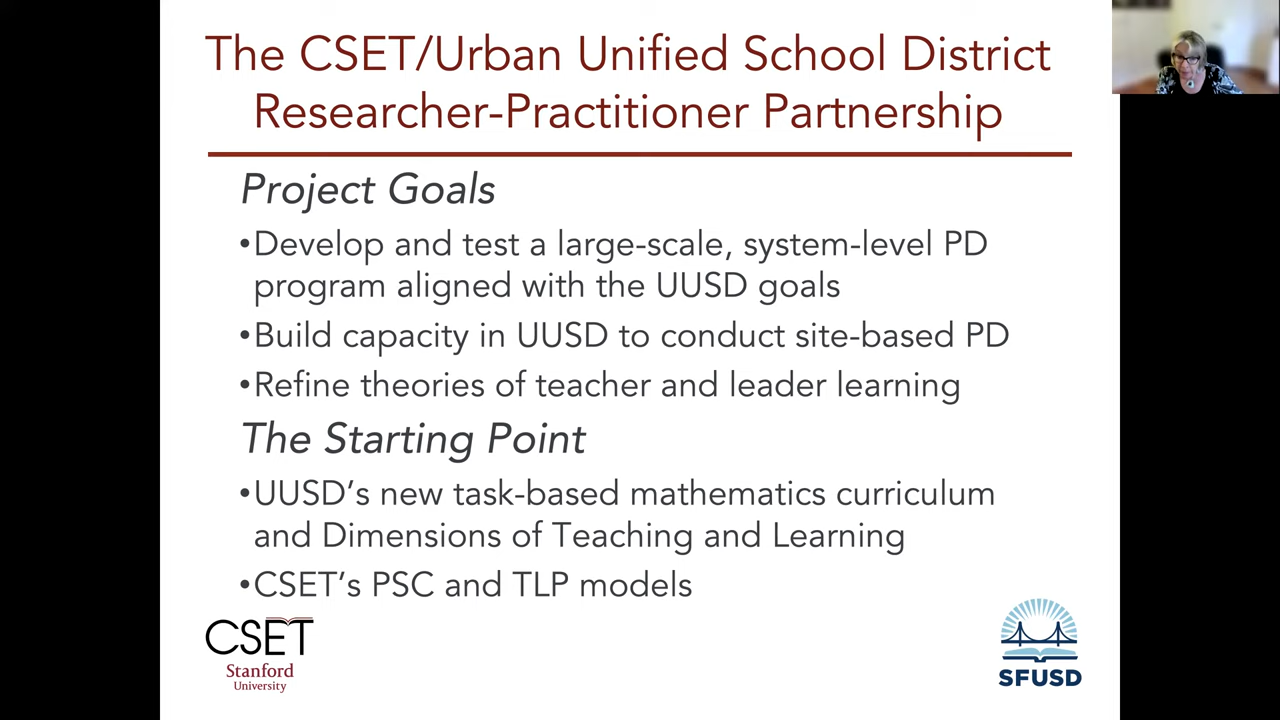 The CSET/Urban Unified School District
Researcher-Practitioner Partnership
Project Goals
•Develop and test a large-scale, system-level PD
program aligned with the UUSD goals
•Build capacity in UUSD to conduct site-based PD
•Refine theories of teacher and leader learning
The Starting Point
•UUSD’s new task-based mathematics curriculum
and Dimensions of Teaching and Learning
•CSET’s PSC and TLP models
CSET
Stanford
University
SFUSD